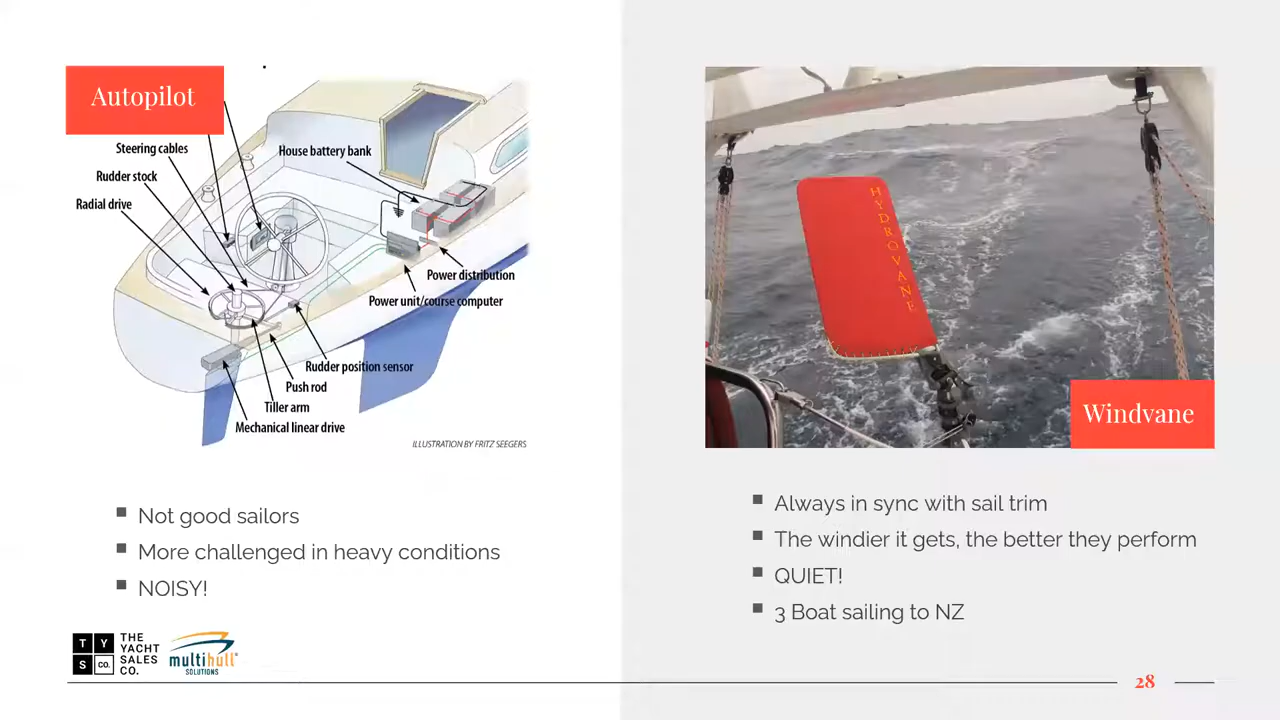 Autopilot
Steering cables
House battery bank
Rudder stock
Radial drive
Power distribution
Power unit/course computer
Rudder position sensor
Push rod
Tiller arm
Mechanical linear drive
ILLUSTRATION BY FRITZ SEEGERS
Not good sailors
More challenged in heavy conditions
NOISY!
HYDROVANE
Windvane
Always in sync with sail trim
The windier it gets, the better they perform
QUIET!
3 Boat sailing to NZ
T Y
S CO.
THE
YACHT
SALES
CO.
multihull
SOLUTIONS
28